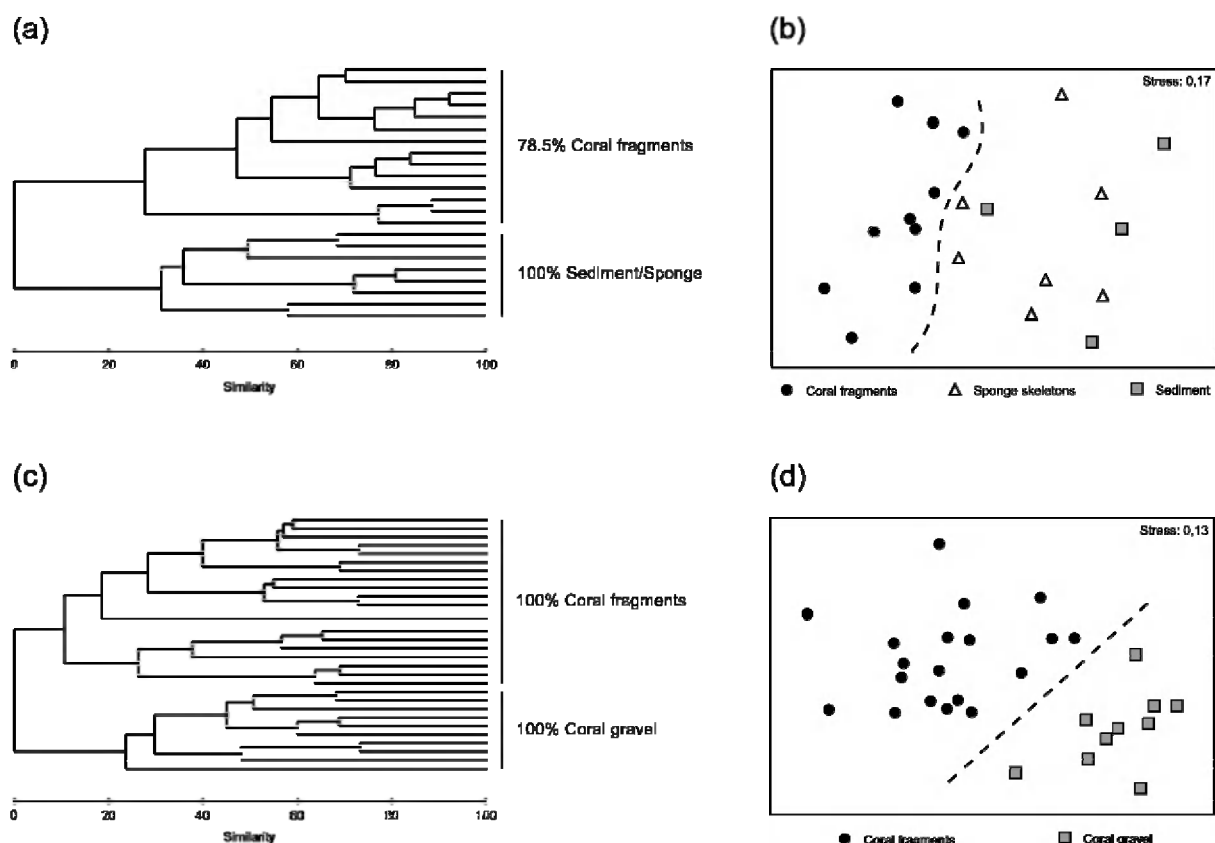 (a)
78.5% Coral fragments
100% Sediment/Sponge
0 20 40 60 80 100
Similarity
(b)
Stress: 0,17
Coral fragments Sponge skeletons Sediment
(c)
100% Coral fragments
100% Coral gravel
0 20 40 60 80 100
Similarity
(d)
Stress: 0,13
Coral fragments Coral gravel